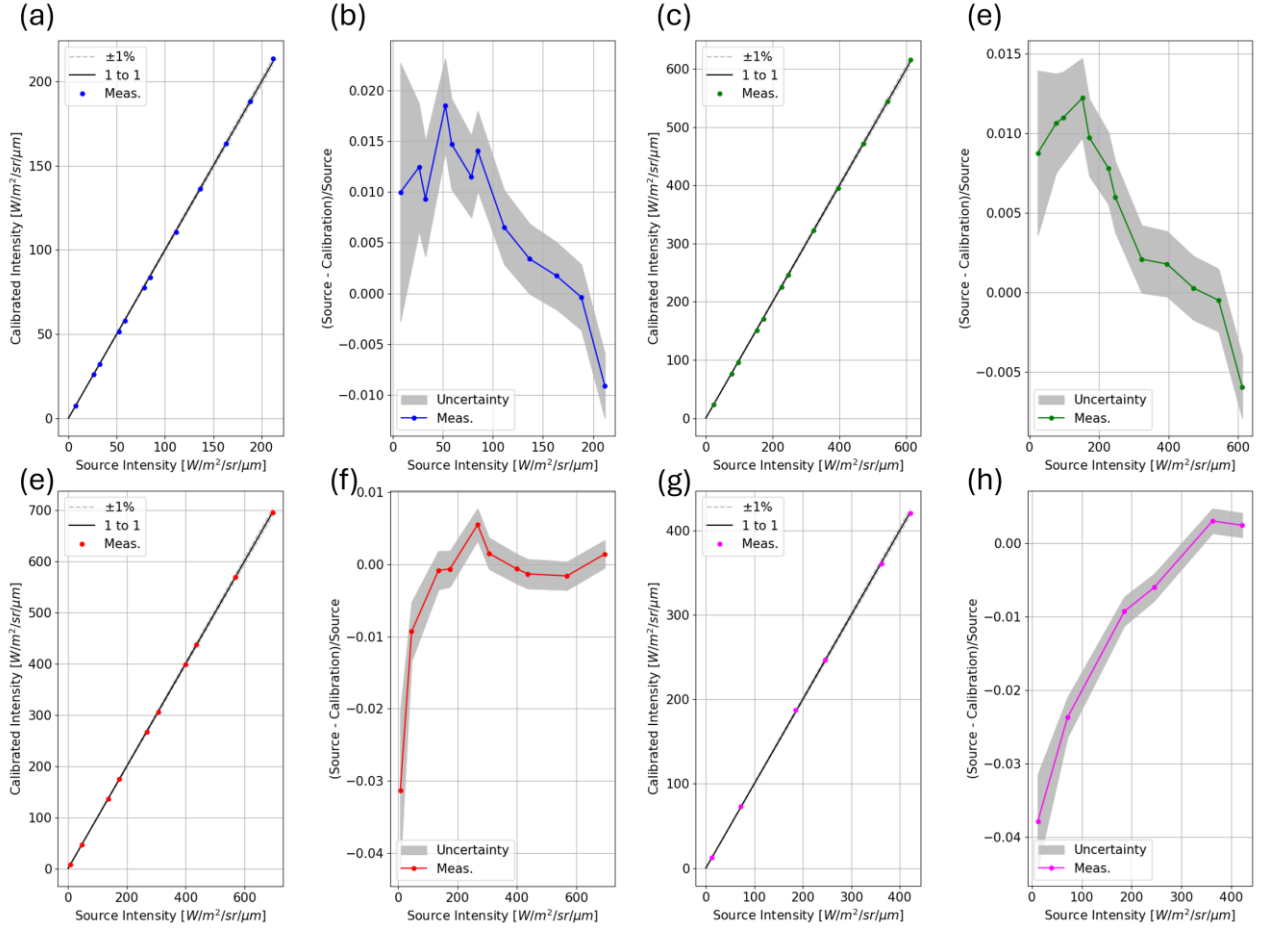 (a)
±1%
1 to 1
Meas.
200
150
100
50
0
0 50 100 150 200
Calibrated Intensity [W/m²/sr/μm]
Source Intensity [W/m²/sr/μm]
(b)
0.020
0.015
0.010
0.005
0.000
−0.005
−0.010
0 50 100 150 200
(Source - Calibration)/Source
Uncertainty
Meas.
Source Intensity [W/m²/sr/μm]
(c)
±1%
1 to 1
Meas.
600
500
400
300
200
100
0
0 200 400 600
Calibrated Intensity [W/m²/sr/μm]
Source Intensity [W/m²/sr/μm]
(e)
0.015
0.010
0.005
0.000
−0.005
0 200 400 600
(Source - Calibration)/Source
Uncertainty
Meas.
Source Intensity [W/m²/sr/μm]
(e)
±1%
1 to 1
Meas.
700
600
500
400
300
200
100
0
0 200 400 600
Calibrated Intensity [W/m²/sr/μm]
Source Intensity [W/m²/sr/μm]
(f)
0.01
0.00
−0.01
−0.02
−0.03
−0.04
0 200 400 600
(Source - Calibration)/Source
Uncertainty
Meas.
Source Intensity [W/m²/sr/μm]
(g)
±1%
1 to 1
Meas.
400
300
200
100
0
0 100 200 300 400
Calibrated Intensity [W/m²/sr/μm]
Source Intensity [W/m²/sr/μm]
(h)
0.00
−0.01
−0.02
−0.03
−0.04
0 100 200 300 400
(Source - Calibration)/Source
Uncertainty
Meas.
Source Intensity [W/m²/sr/μm]